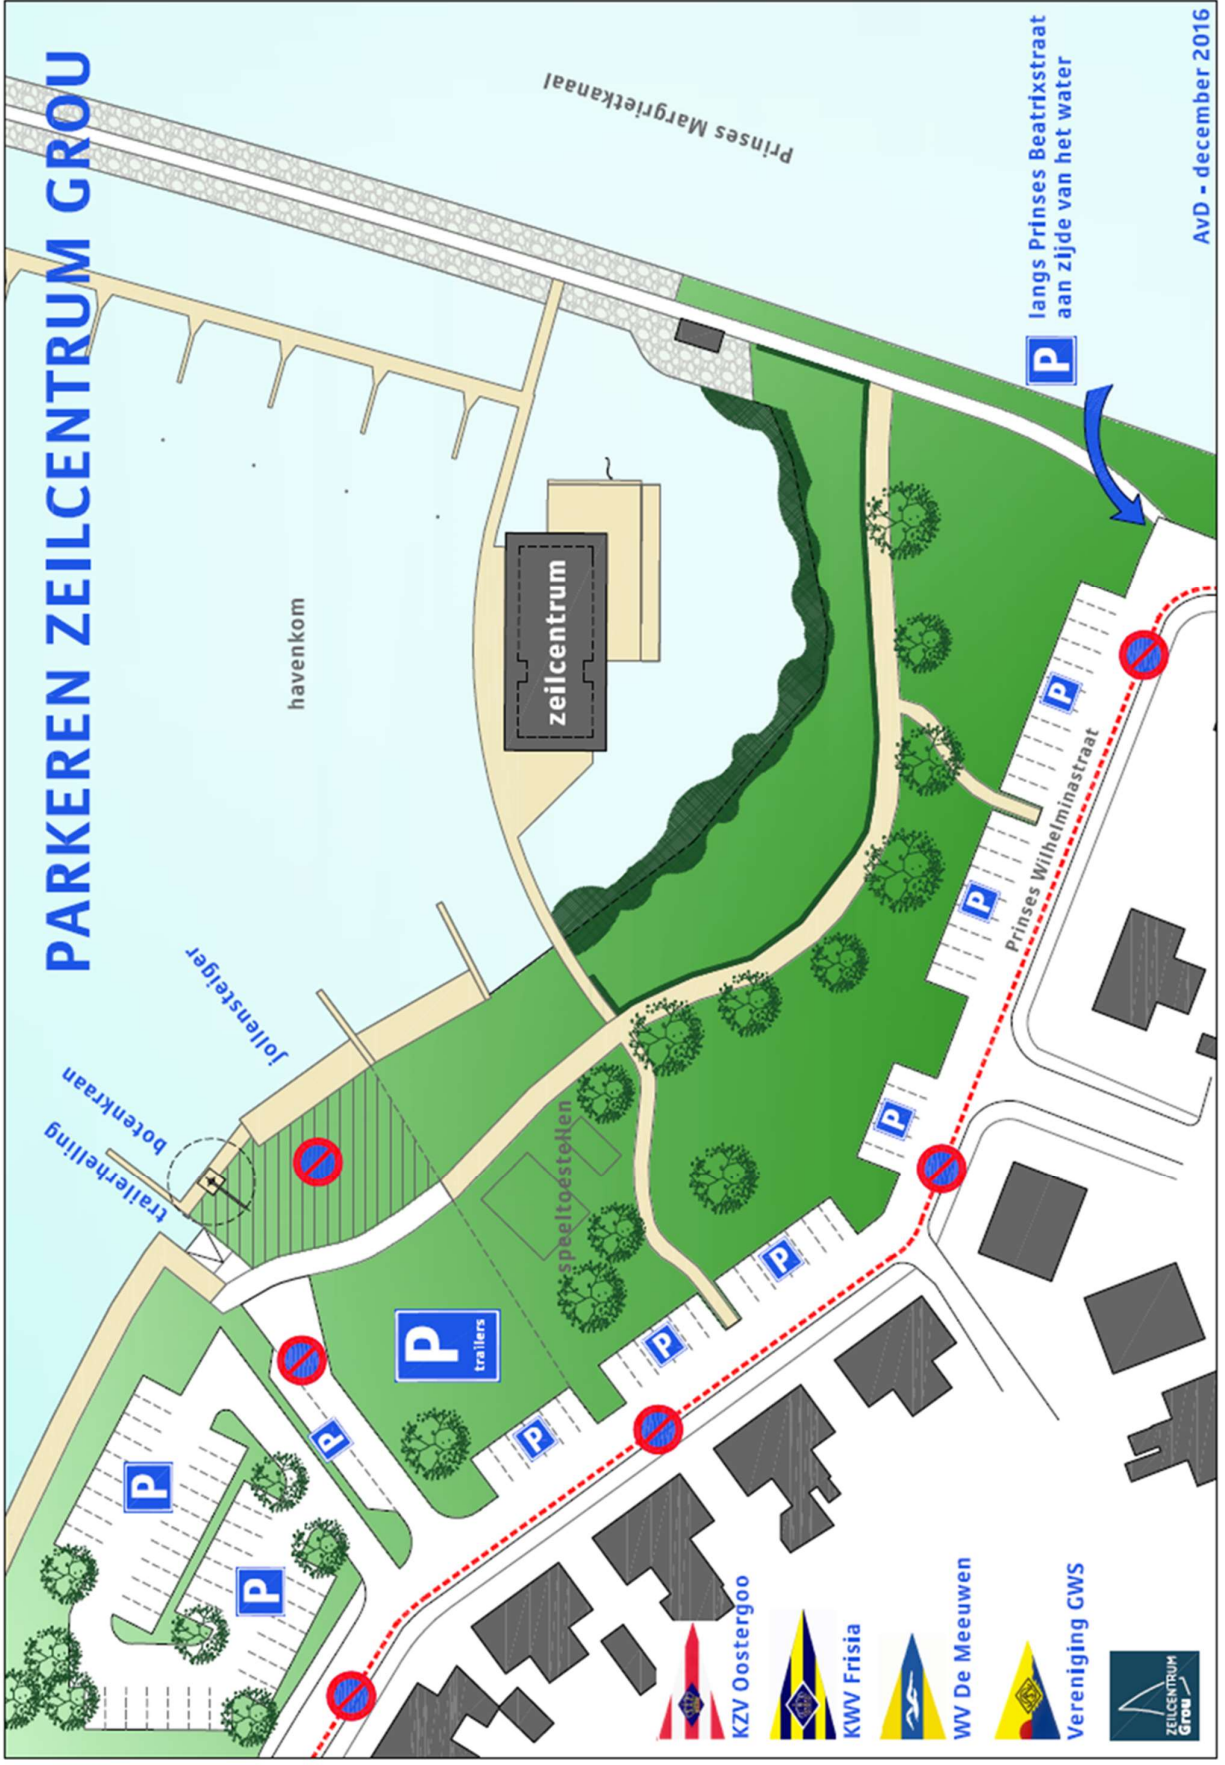 PARKEREN ZEILCENTRUM GROU
Prinses Margrietkanaal
P
langs Prinses Beatrixstraat
aan zijde van het water
AvD - december 2016
havenkom
zeilcentrum
jollensteiger
botenkraan
trailerhelling
speeltoestellen
P
trailers
P
P
P
P
P
P
P
P
P
Prinses Wilhelminastraat
KZV Oostergoo
KWV Frisia
WV De Meeuwen
Vereniging GWS
ZEILCENTRUM
Grou